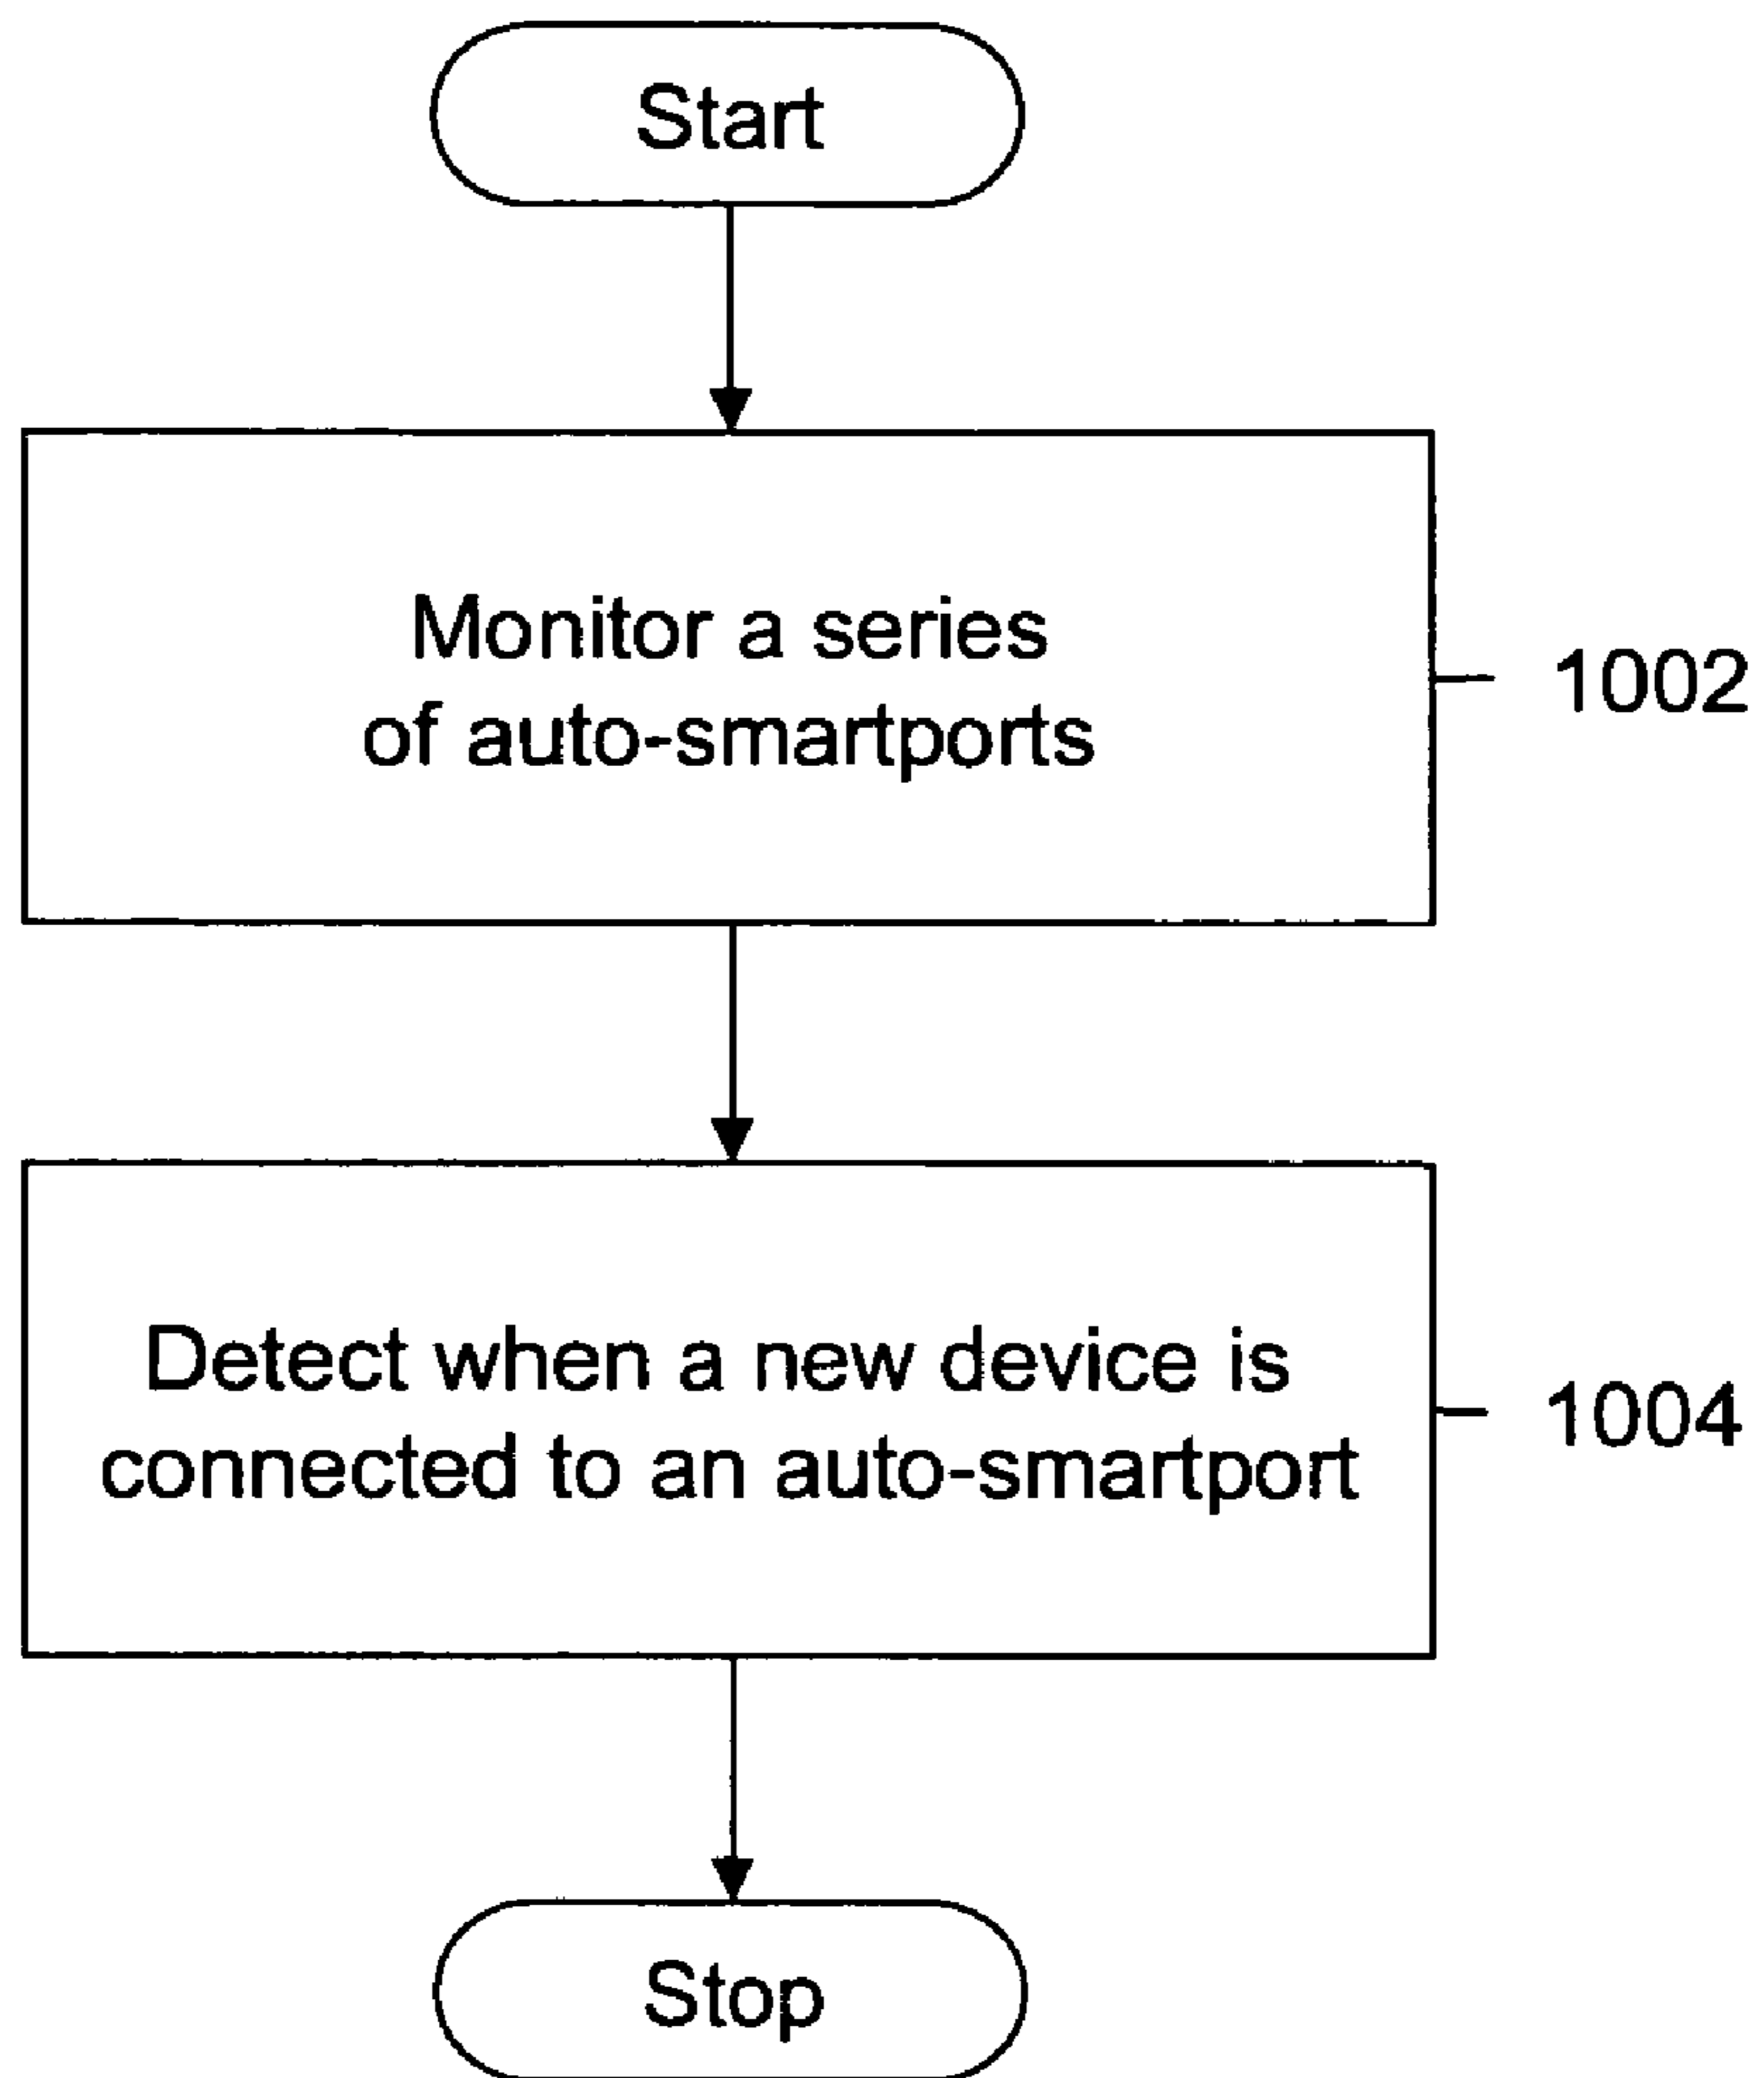 Start
Monitor a series
of auto-smartports
1002
Detect when a new device is
connected to an auto-smartport
1004
Stop